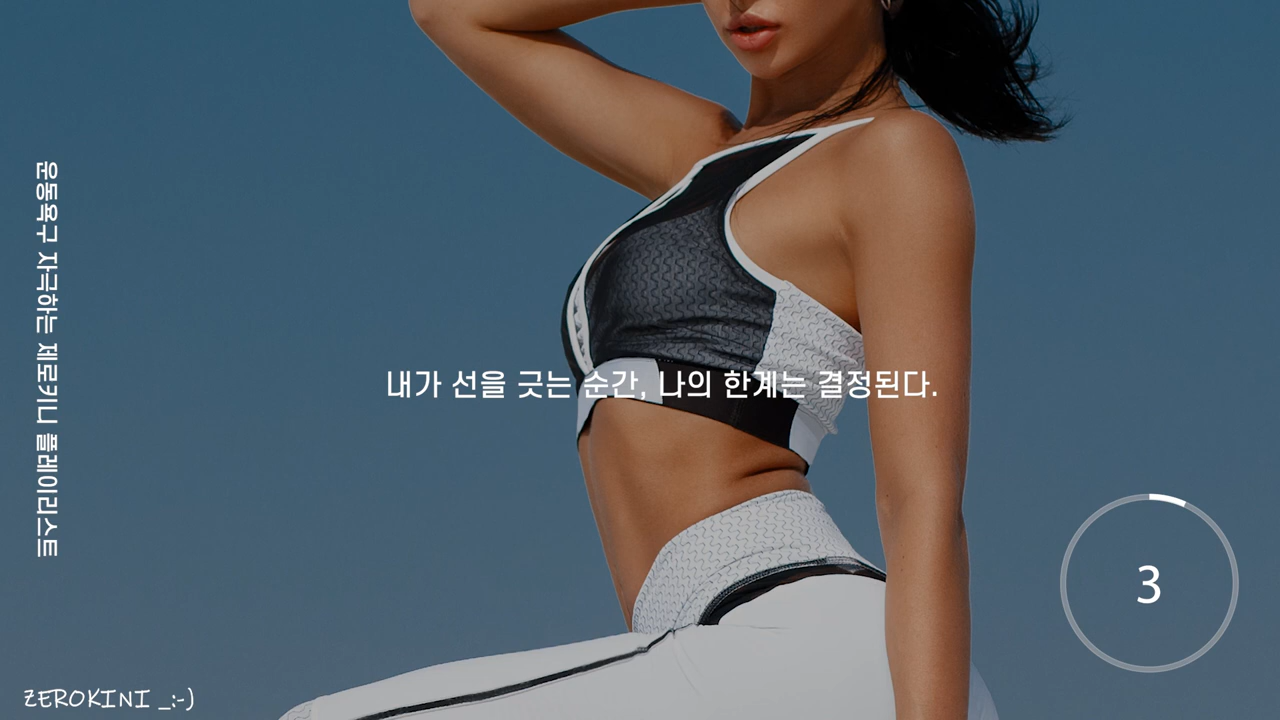 운동욕구 자극하는 제로키니 플레이리스트
내가 선을 긋는 순간, 나의 한계는 결정된다.
3
ZEROKINI _:-)